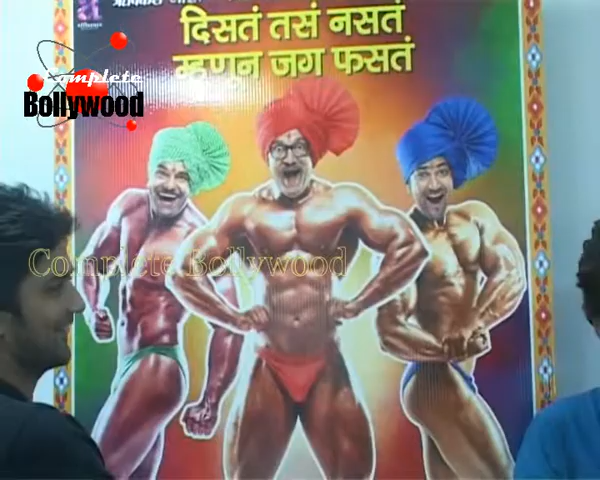 दिसतं तसं नसतं
म्हणून जग फसतं
Complete
Bollywood
Complete Bollywood